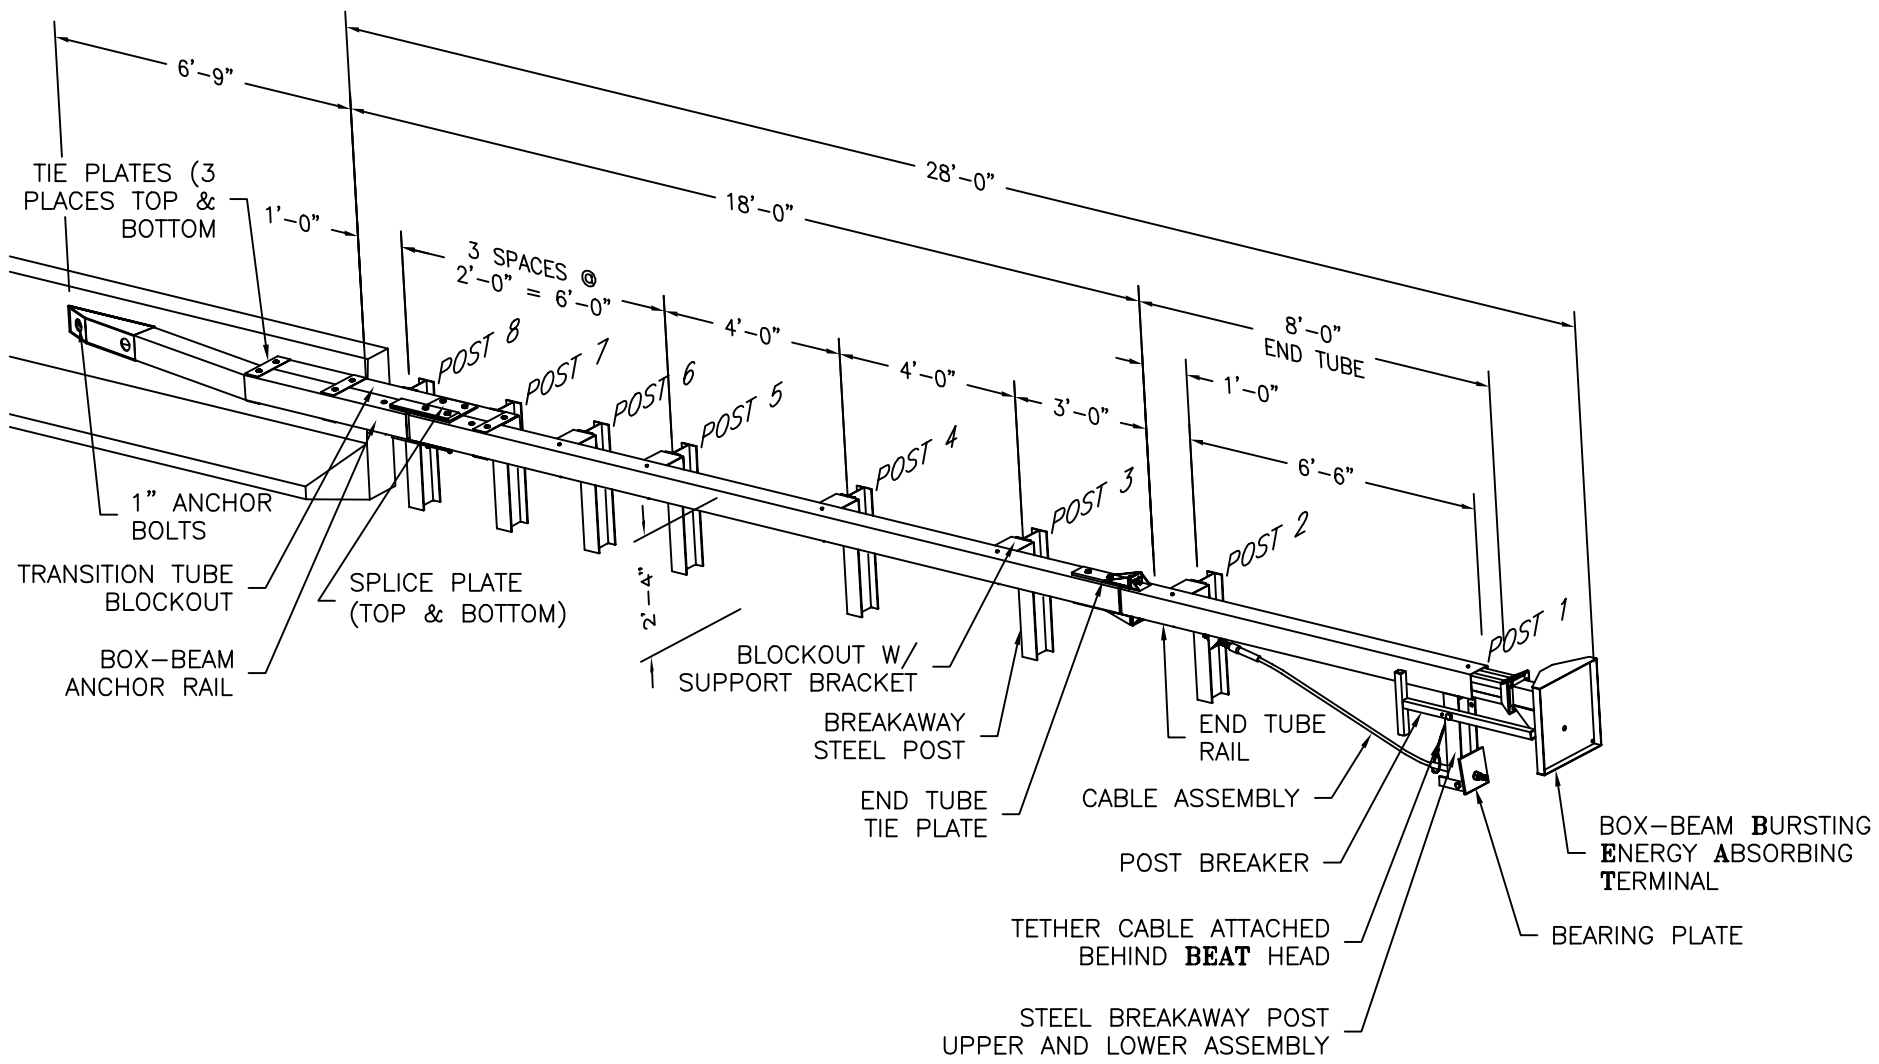 6'-9"
28'-0"
18'-0"
TIE PLATES (3
PLACES TOP &
BOTTOM
1'-0"
3 SPACES @
2'-0" = 6'-0"
4'-0"
4'-0"
3'-0"
8'-0"
END TUBE
1'-0"
6'-6"
POST 8
POST 7
POST 6
POST 5
POST 4
POST 3
POST 2
POST 1
1" ANCHOR
BOLTS
TRANSITION TUBE
BLOCKOUT
SPLICE PLATE
(TOP & BOTTOM)
BOX-BEAM
ANCHOR RAIL
2'-4"
BLOCKOUT W/
SUPPORT BRACKET
BREAKAWAY
STEEL POST
END TUBE
TIE PLATE
END TUBE
RAIL
CABLE ASSEMBLY
POST BREAKER
TETHER CABLE ATTACHED
BEHIND BEAT HEAD
STEEL BREAKAWAY POST
UPPER AND LOWER ASSEMBLY
BOX-BEAM BURSTING
ENERGY ABSORBING
TERMINAL
BEARING PLATE